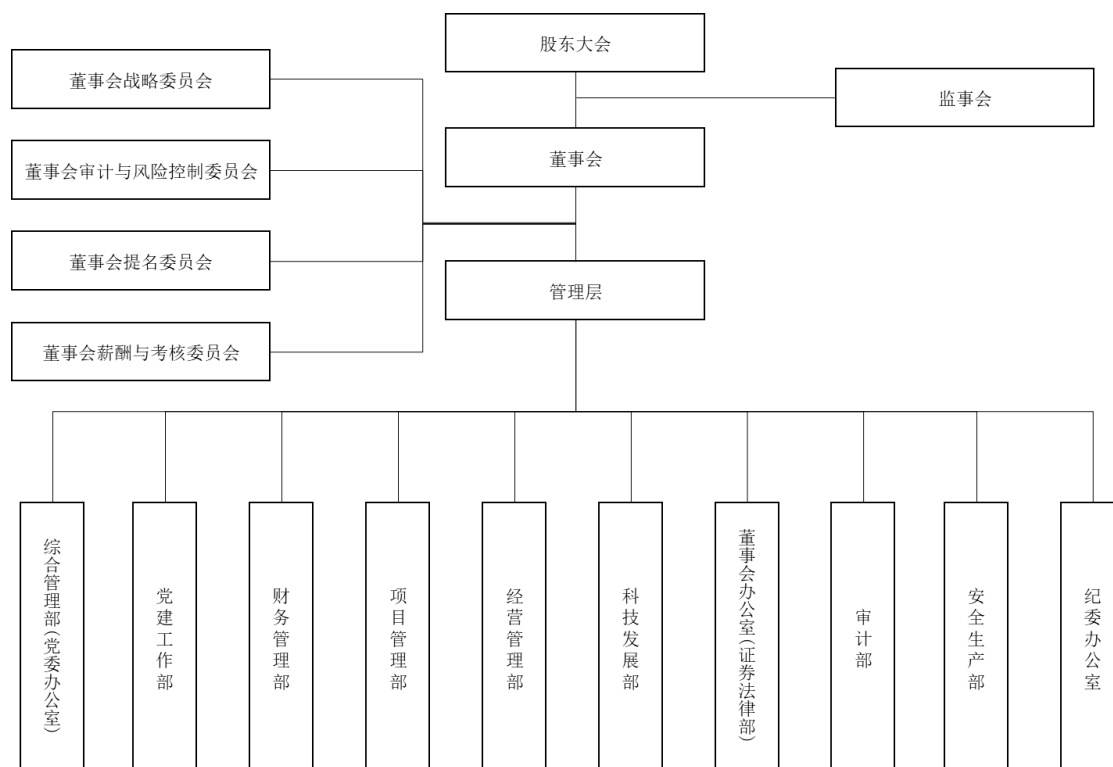 股东大会
董事会战略委员会
监事会
董事会
董事会审计与风险控制委员会
董事会提名委员会
管理层
董事会薪酬与考核委员会
综合管理部(党委办公室)
党建工作部
财务管理部
项目管理部
经营管理部
科技发展部
董事会办公室(证券法律部)
审计部
安全生产部
纪委办公室